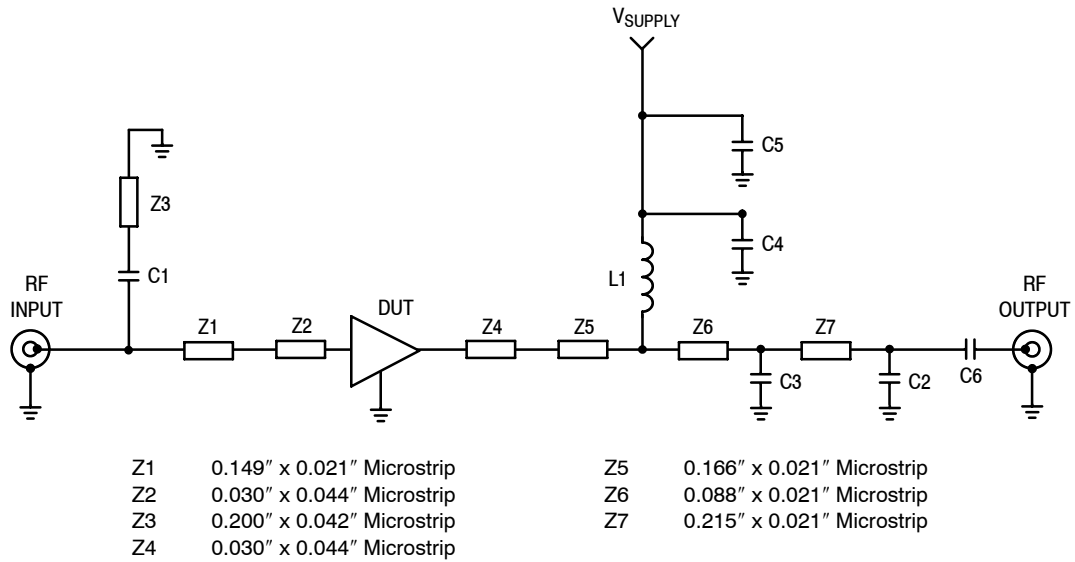 VSUPPLY
C5
Z3
C4
C1
L1
RF
INPUT
DUT
RF
OUTPUT
Z1
Z2
Z4
Z5
Z6
Z7
C3
C2
C6
Z1 0.149″ x 0.021″ Microstrip
Z2 0.030″ x 0.044″ Microstrip
Z3 0.200″ x 0.042″ Microstrip
Z4 0.030″ x 0.044″ Microstrip
Z5 0.166″ x 0.021″ Microstrip
Z6 0.088″ x 0.021″ Microstrip
Z7 0.215″ x 0.021″ Microstrip